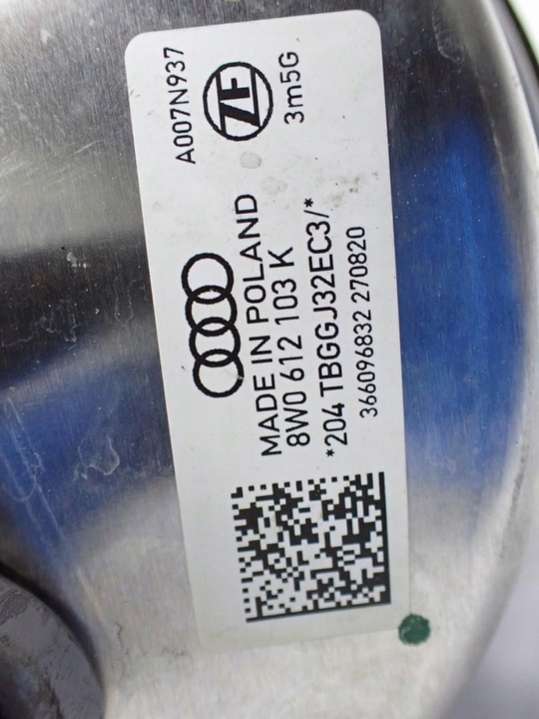 A007N937
ZF
3m5G
MADE IN POLAND
8W0 612 103 K
*204 TBGGJ32EC3/*
366096832 270820